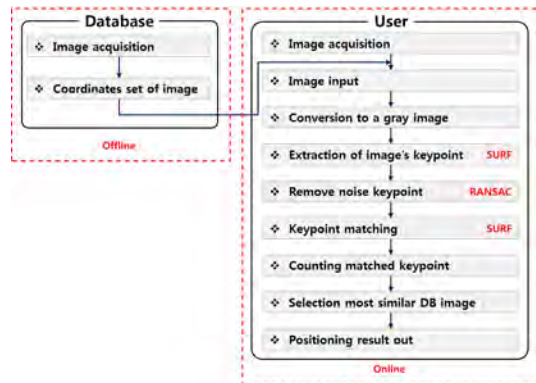 Database
❖ Image acquisition
❖ Coordinates set of image
Offline
User
❖ Image acquisition
❖ Image input
❖ Conversion to a gray image
❖ Extraction of image's keypoint SURF
❖ Remove noise keypoint RANSAC
❖ Keypoint matching SURF
❖ Counting matched keypoint
❖ Selection most similar DB image
❖ Positioning result out
Online